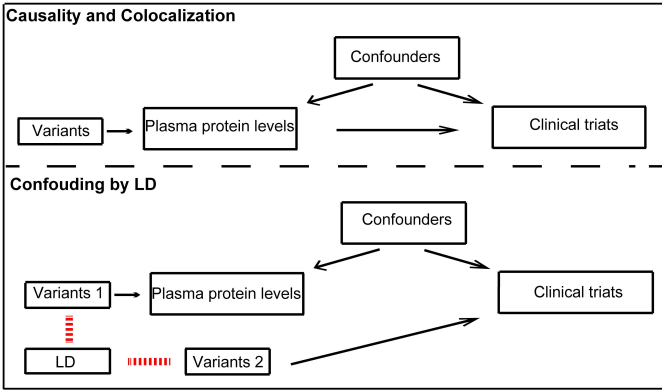 Causality and Colocalization
Confounders
Variants
Plasma protein levels
Clinical triats
Confouding by LD
Confounders
Variants 1
Plasma protein levels
Clinical triats
LD
Variants 2